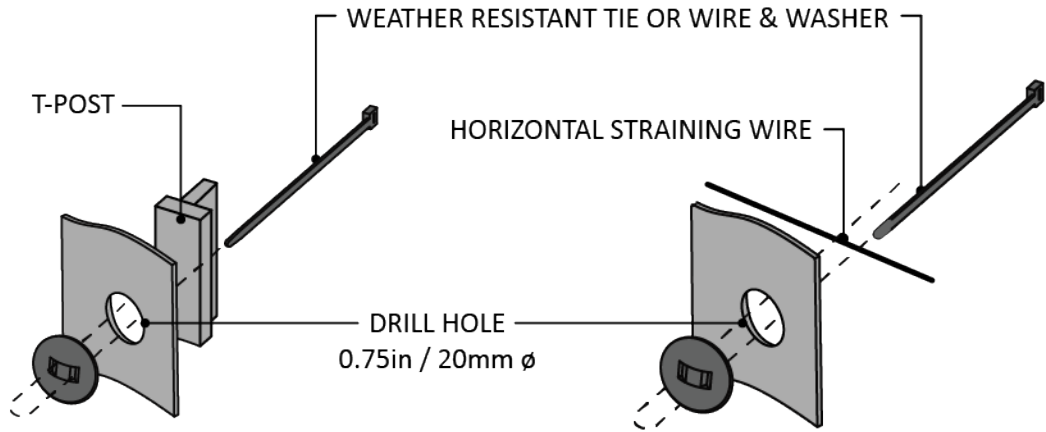 WEATHER RESISTANT TIE OR WIRE & WASHER
T-POST
HORIZONTAL STRAINING WIRE
DRILL HOLE
0.75in / 20mm ø